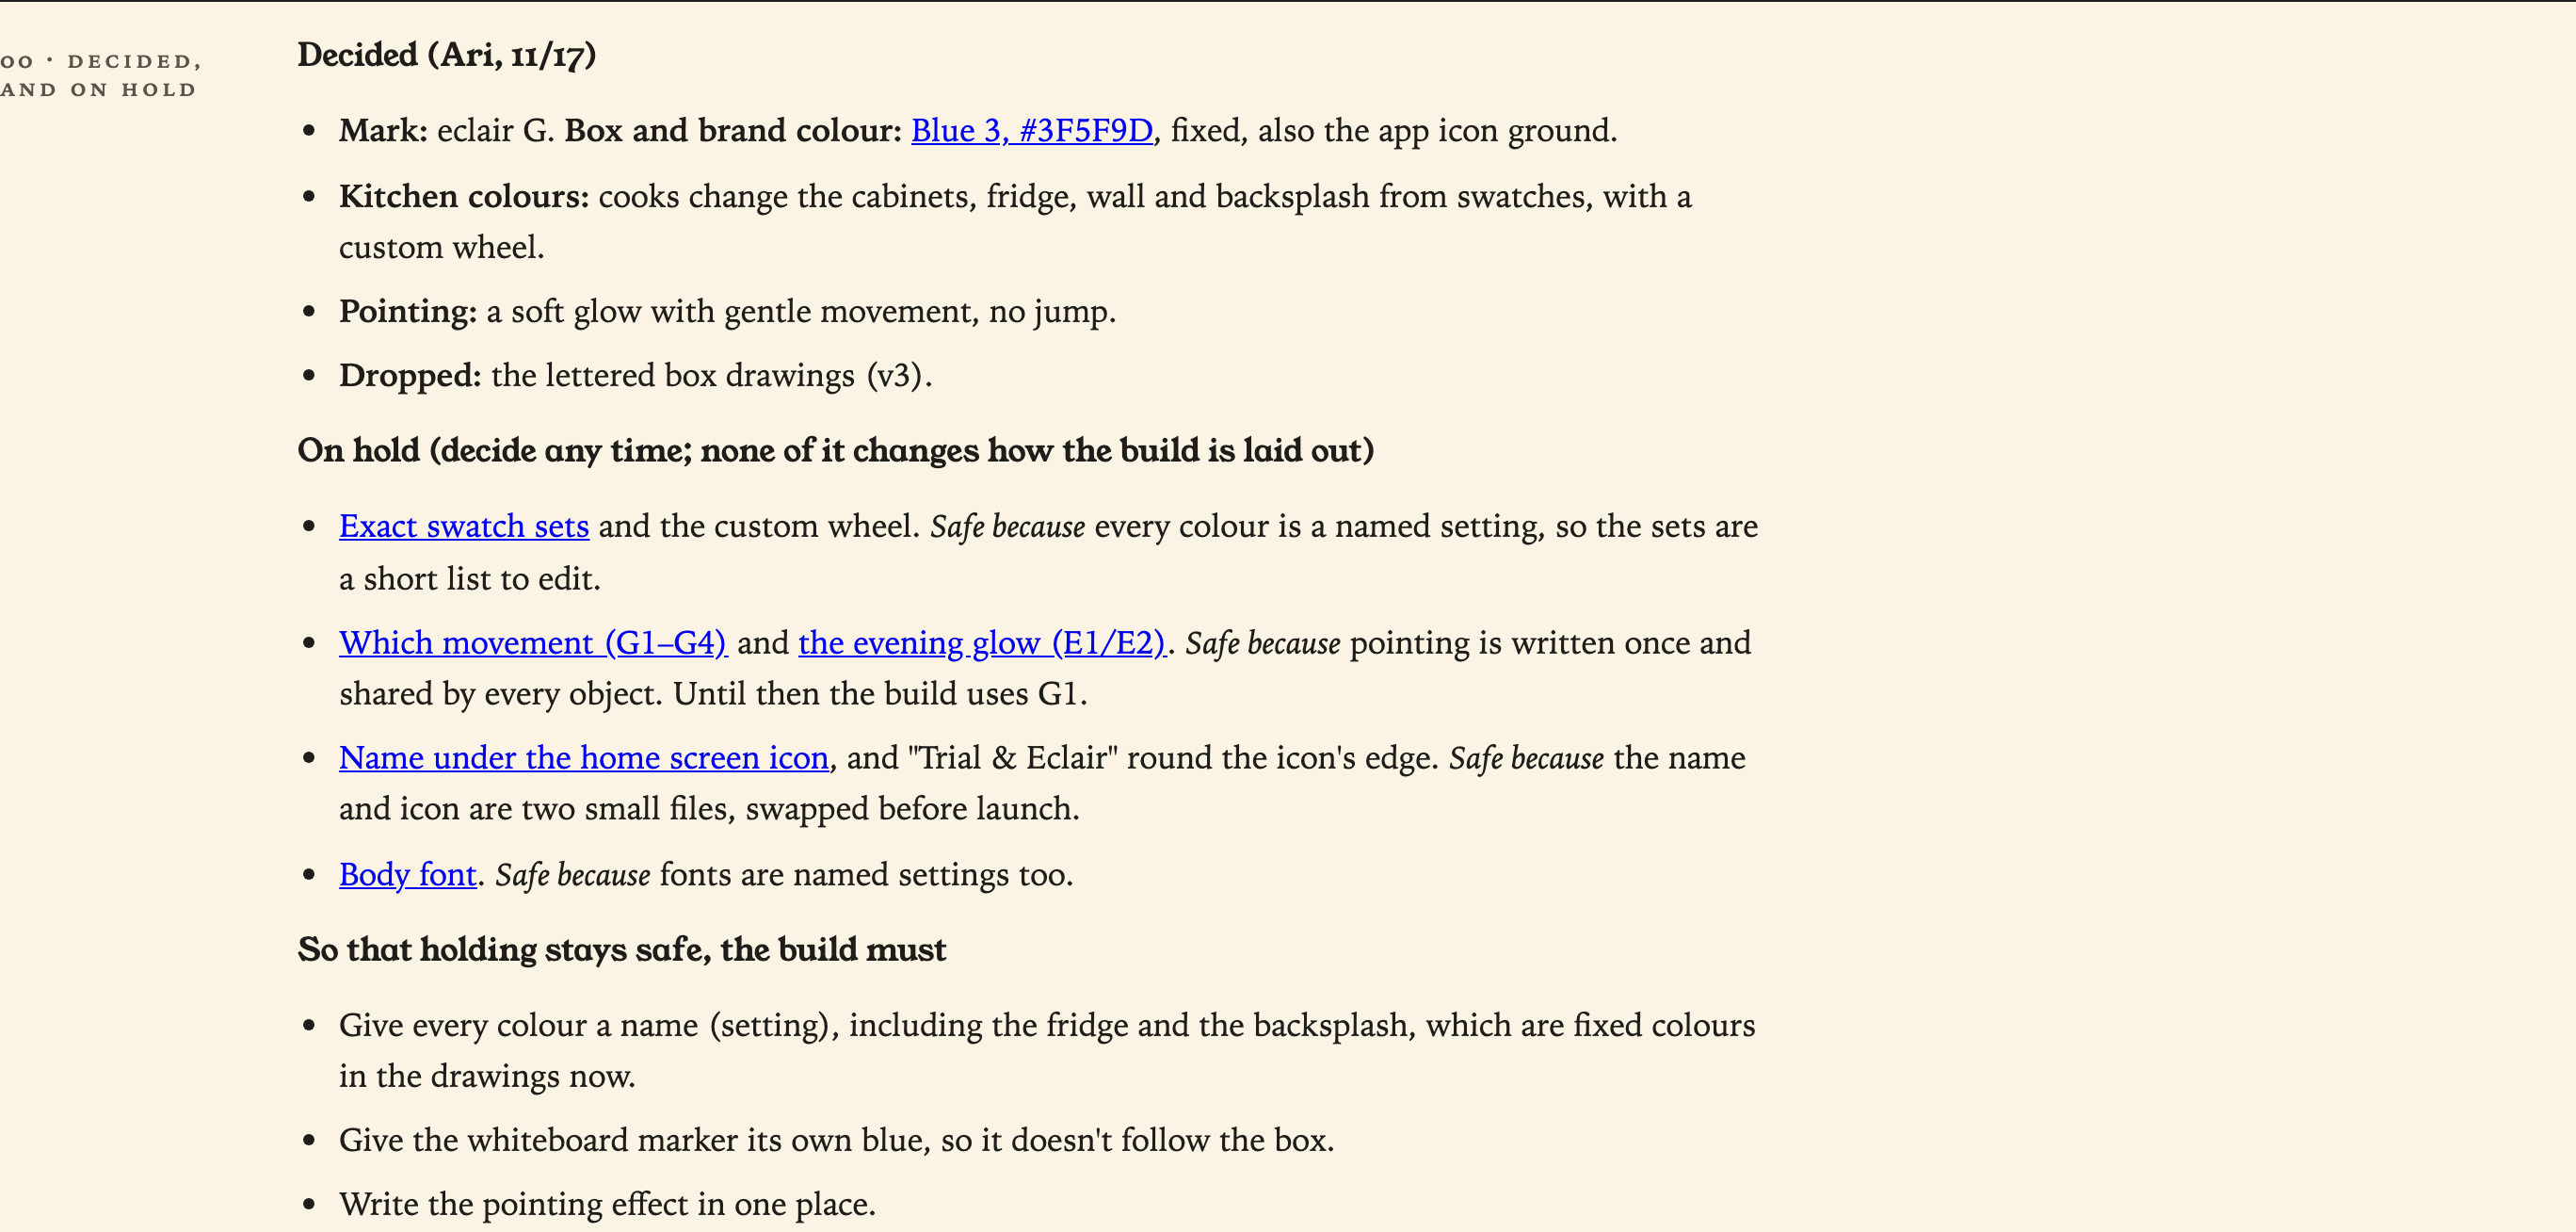 00 · DECIDED,
AND ON HOLD
Decided (Ari, 11/17)
• Mark: eclair G. Box and brand colour: Blue 3, #3F5F9D, fixed, also the app icon ground.
• Kitchen colours: cooks change the cabinets, fridge, wall and backsplash from swatches, with a
custom wheel.
• Pointing: a soft glow with gentle movement, no jump.
• Dropped: the lettered box drawings (v3).
On hold (decide any time; none of it changes how the build is laid out)
• Exact swatch sets and the custom wheel. Safe because every colour is a named setting, so the sets are
a short list to edit.
• Which movement (G1–G4) and the evening glow (E1/E2). Safe because pointing is written once and
shared by every object. Until then the build uses G1.
• Name under the home screen icon, and "Trial & Eclair" round the icon's edge. Safe because the name
and icon are two small files, swapped before launch.
• Body font. Safe because fonts are named settings too.
So that holding stays safe, the build must
• Give every colour a name (setting), including the fridge and the backsplash, which are fixed colours
in the drawings now.
• Give the whiteboard marker its own blue, so it doesn't follow the box.
• Write the pointing effect in one place.